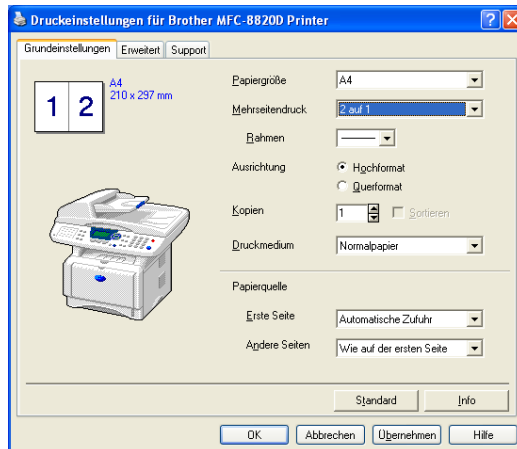 Druckeinstellungen für Brother MFC-8820D Printer
Grundeinstellungen Erweitert Support
1 2
A4
210 x 297 mm
Papiergröße A4
Mehrseitendruck 2 auf 1
Rahmen
Ausrichtung Hochformat
Querformat
Kopien 1 Sortieren
Druckmedium Normalpapier
Papierquelle
Erste Seite Automatische Zufuhr
Andere Seiten Wie auf der ersten Seite
Standard Info
OK Abbrechen Übernehmen Hilfe